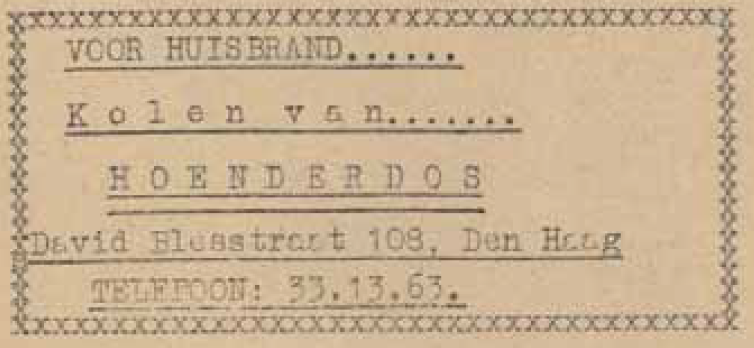 VOOR HUISBRAND......
Kolen van.......
HOENDERDOS
David Blesstraat 108, Den Haag
TELEFOON: 33.13.63.